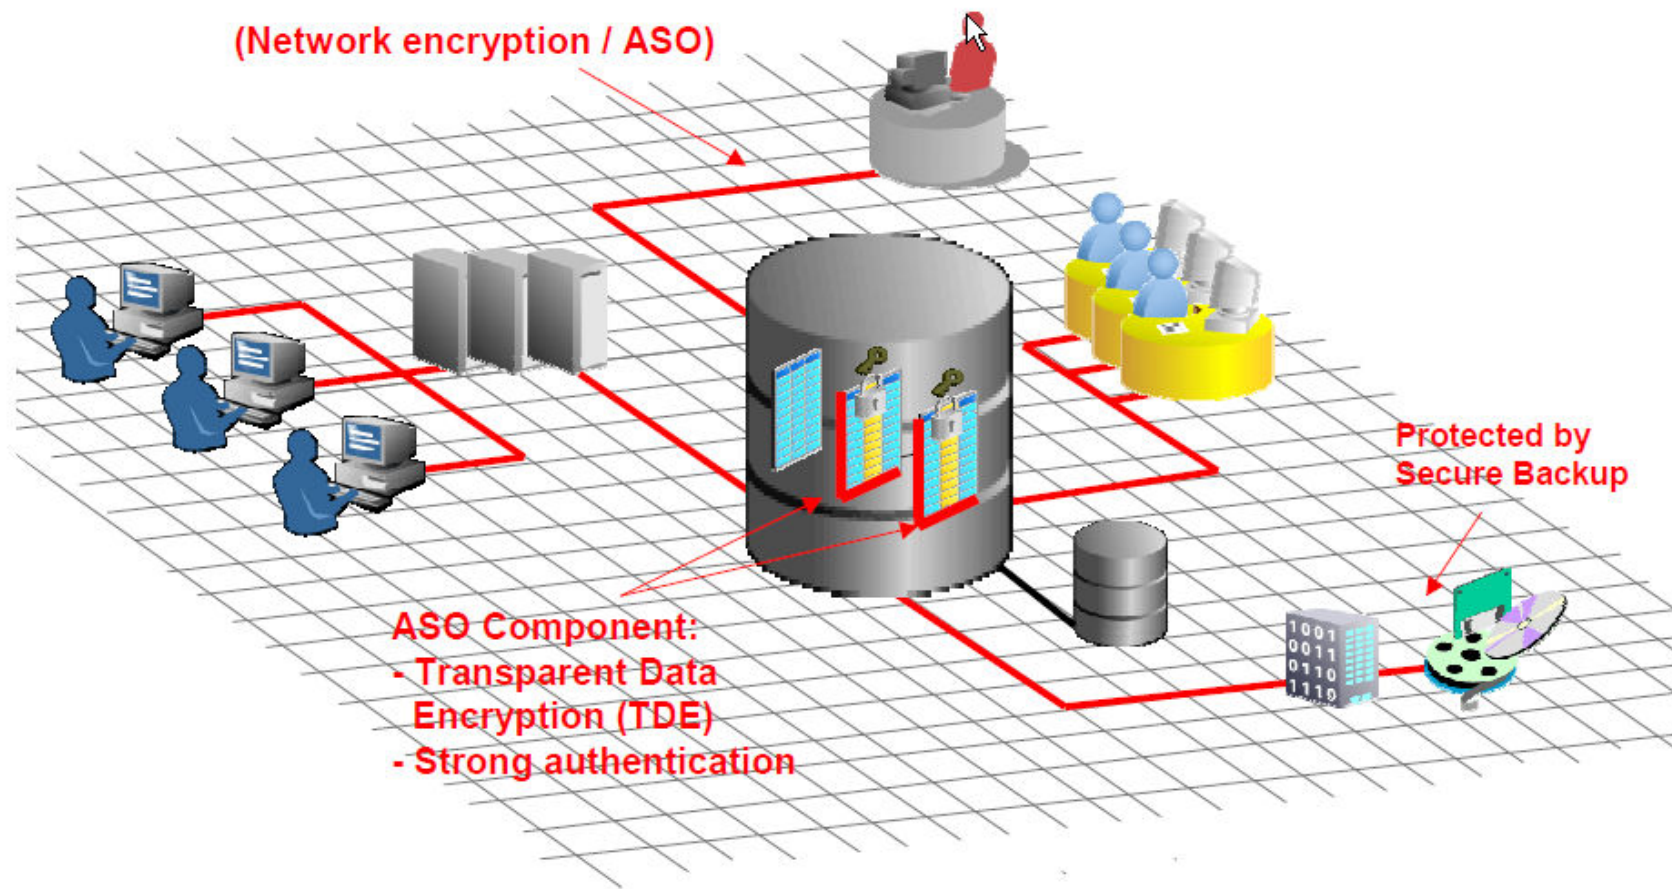 (Network encryption / ASO)
Protected by
Secure Backup
ASO Component:
- Transparent Data
Encryption (TDE)
- Strong authentication
1001
0011
0110
1110